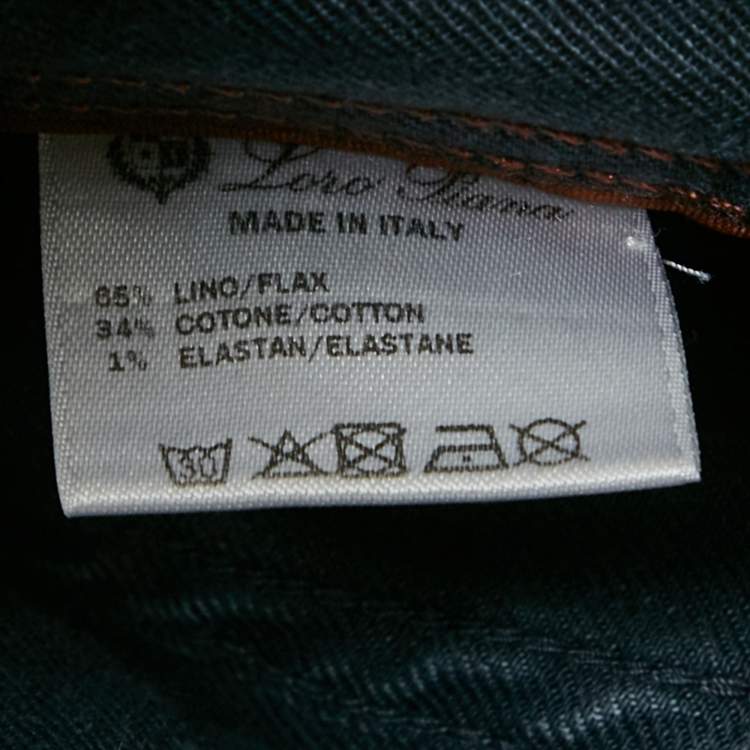 Loro Piana
MADE IN ITALY
65% LINO/FLAX
34% COTONE/COTTON
1% ELASTAN/ELASTANE
30